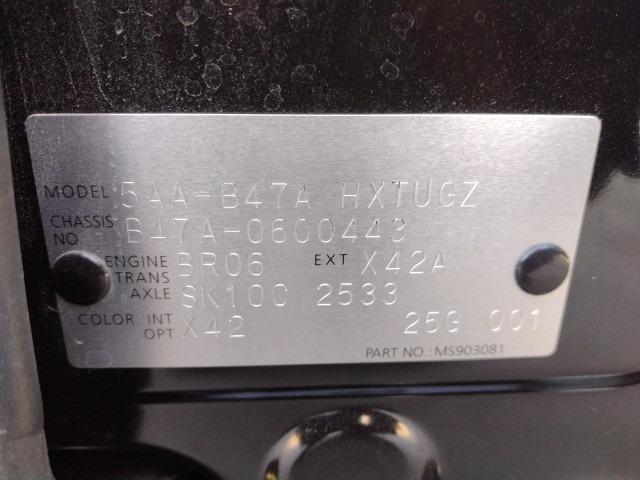 MODEL 5AA-B47A HXTUGZ
CHASSIS NO. B47A-0600443
ENGINE BR06 EXT X42A
TRANS AXLE SK10C 2533
COLOR INT OPT X42 25G 001
PART NO.:MS903081